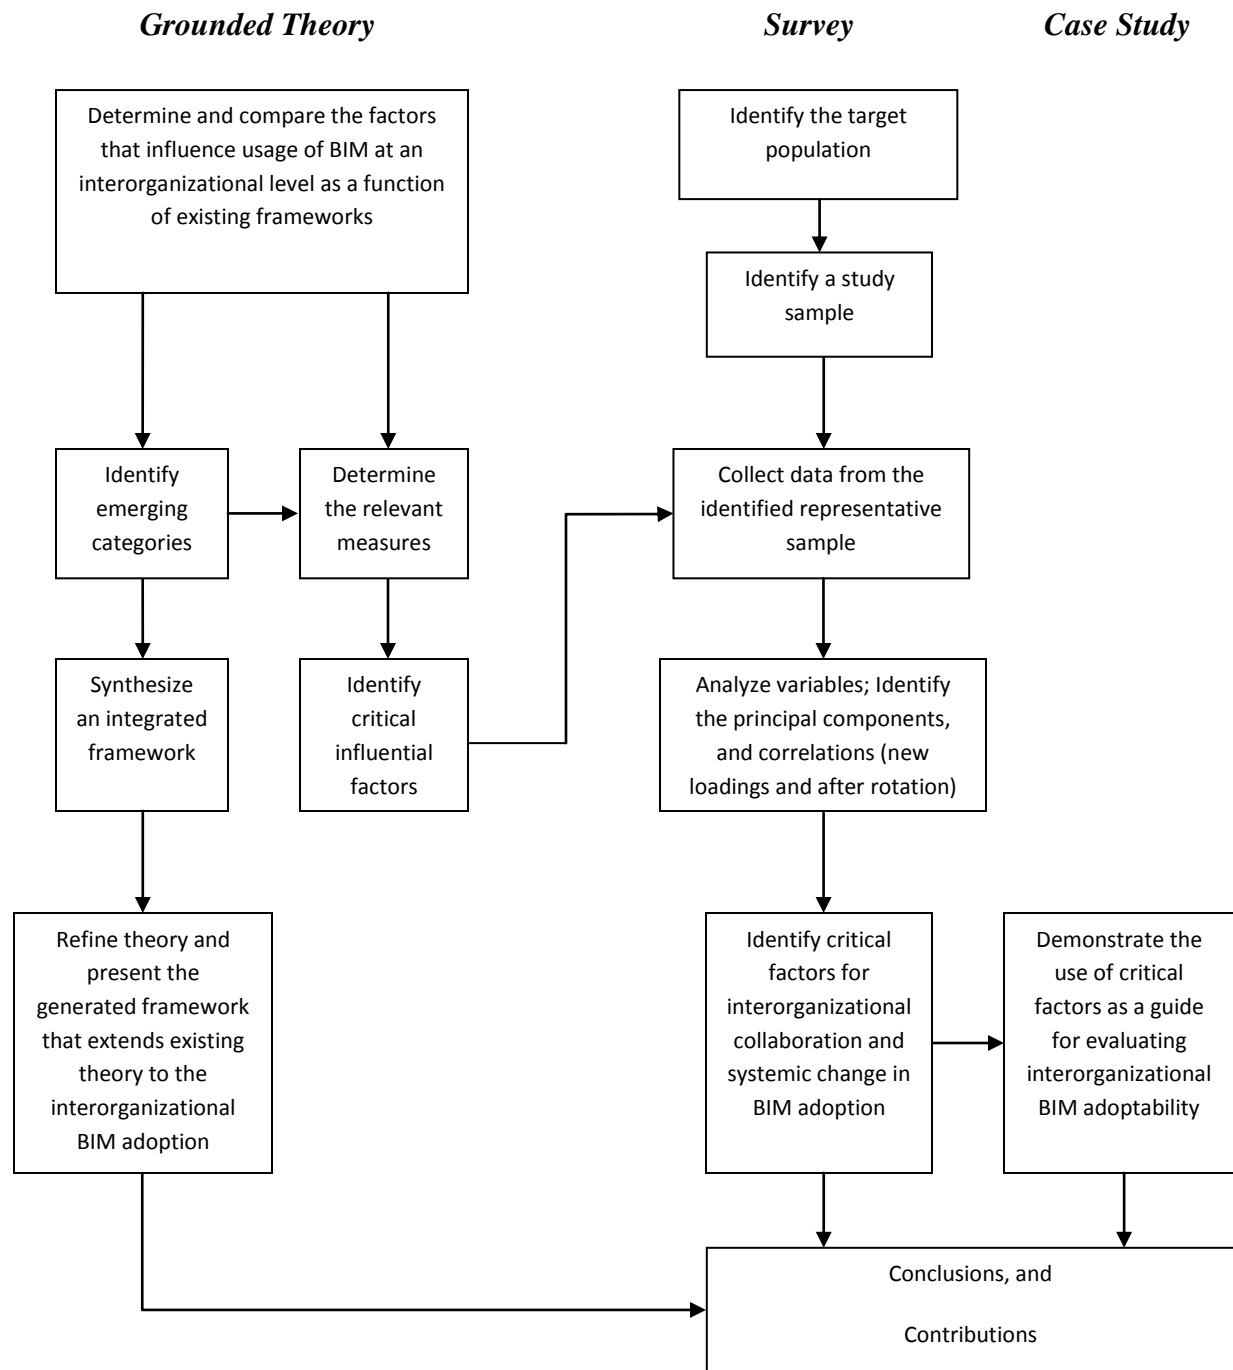 Grounded Theory
Survey
Case Study
Determine and compare the factors
that influence usage of BIM at an
interorganizational level as a function
of existing frameworks
Identify the target
population
Identify a study
sample
Identify
emerging
categories
Determine
the relevant
measures
Collect data from the
identified representative
sample
Synthesize
an integrated
framework
Identify
critical
influential
factors
Analyze variables; Identify
the principal components,
and correlations (new
loadings and after rotation)
Refine theory and
present the
generated framework
that extends existing
theory to the
interorganizational
BIM adoption
Identify critical
factors for
interorganizational
collaboration and
systemic change in
BIM adoption
Demonstrate the
use of critical
factors as a guide
for evaluating
interorganizational
BIM adoptability
Conclusions, and
Contributions